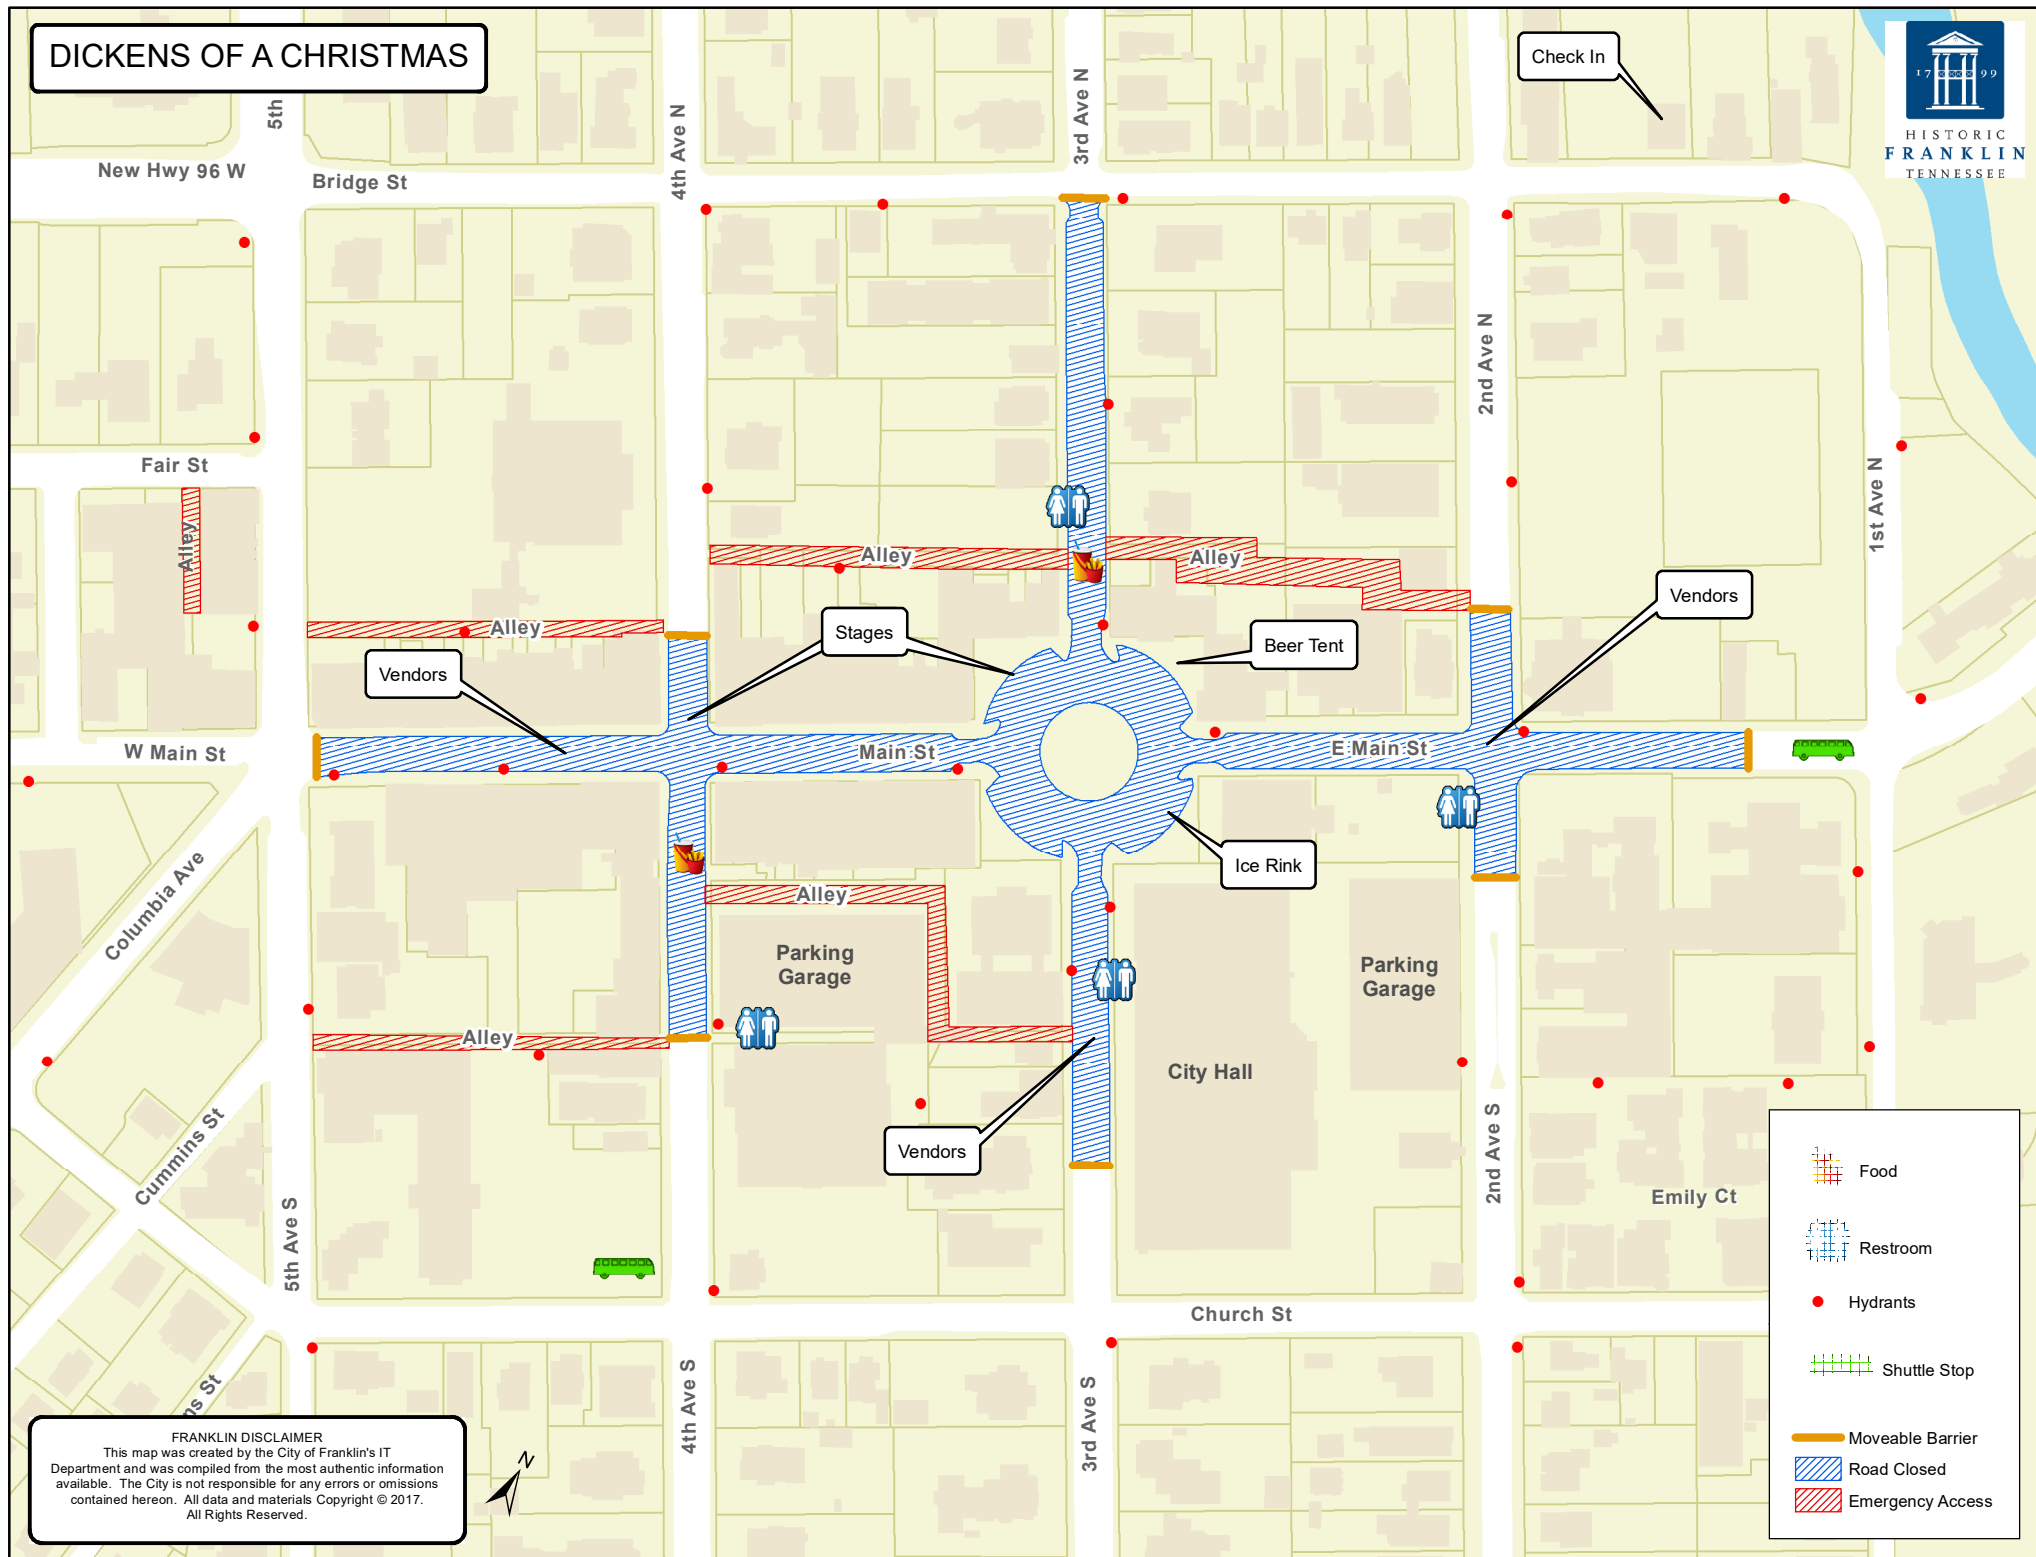 DICKENS OF A CHRISTMAS
Check In
17 99
HISTORIC
FRANKLIN
TENNESSEE
5th
4th Ave N
3rd Ave N
New Hwy 96 W
Bridge St
2nd Ave N
1st Ave N
Fair St
Alley
Alley
Alley
Alley
Vendors
Stages
Beer Tent
Vendors
W Main St
Main St
E Main St
Columbia Ave
Ice Rink
Alley
Parking
Garage
Parking
Garage
Alley
City Hall
Cummins St
Vendors
2nd Ave S
Emily Ct
5th Ave S
Church St
4th Ave S
3rd Ave S
ns St
Food
Restroom
Hydrants
Shuttle Stop
Moveable Barrier
Road Closed
Emergency Access
N
FRANKLIN DISCLAIMER
This map was created by the City of Franklin's IT
Department and was compiled from the most authentic information
available. The City is not responsible for any errors or omissions
contained hereon. All data and materials Copyright © 2017.
All Rights Reserved.